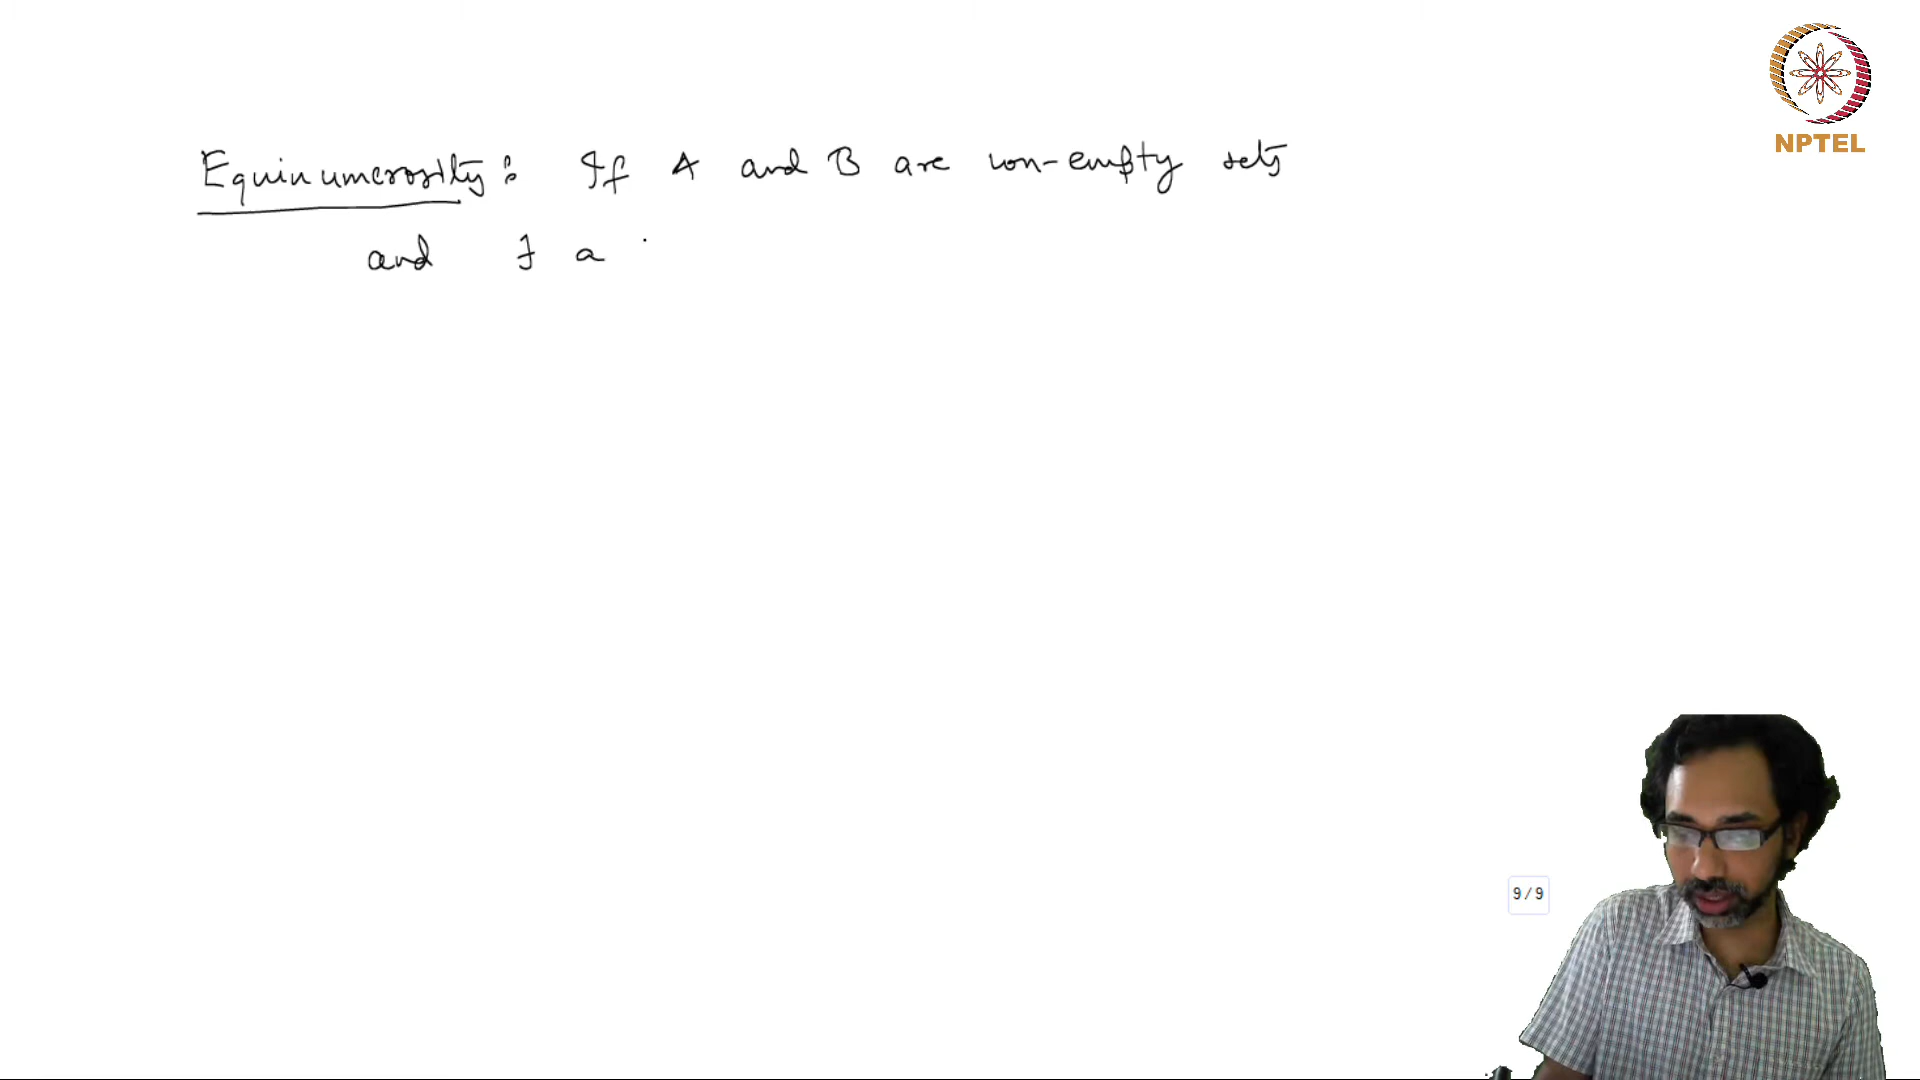 NPTEL
Equinumerosity : If A and B are non-empty sets
and ∃ a
9/9